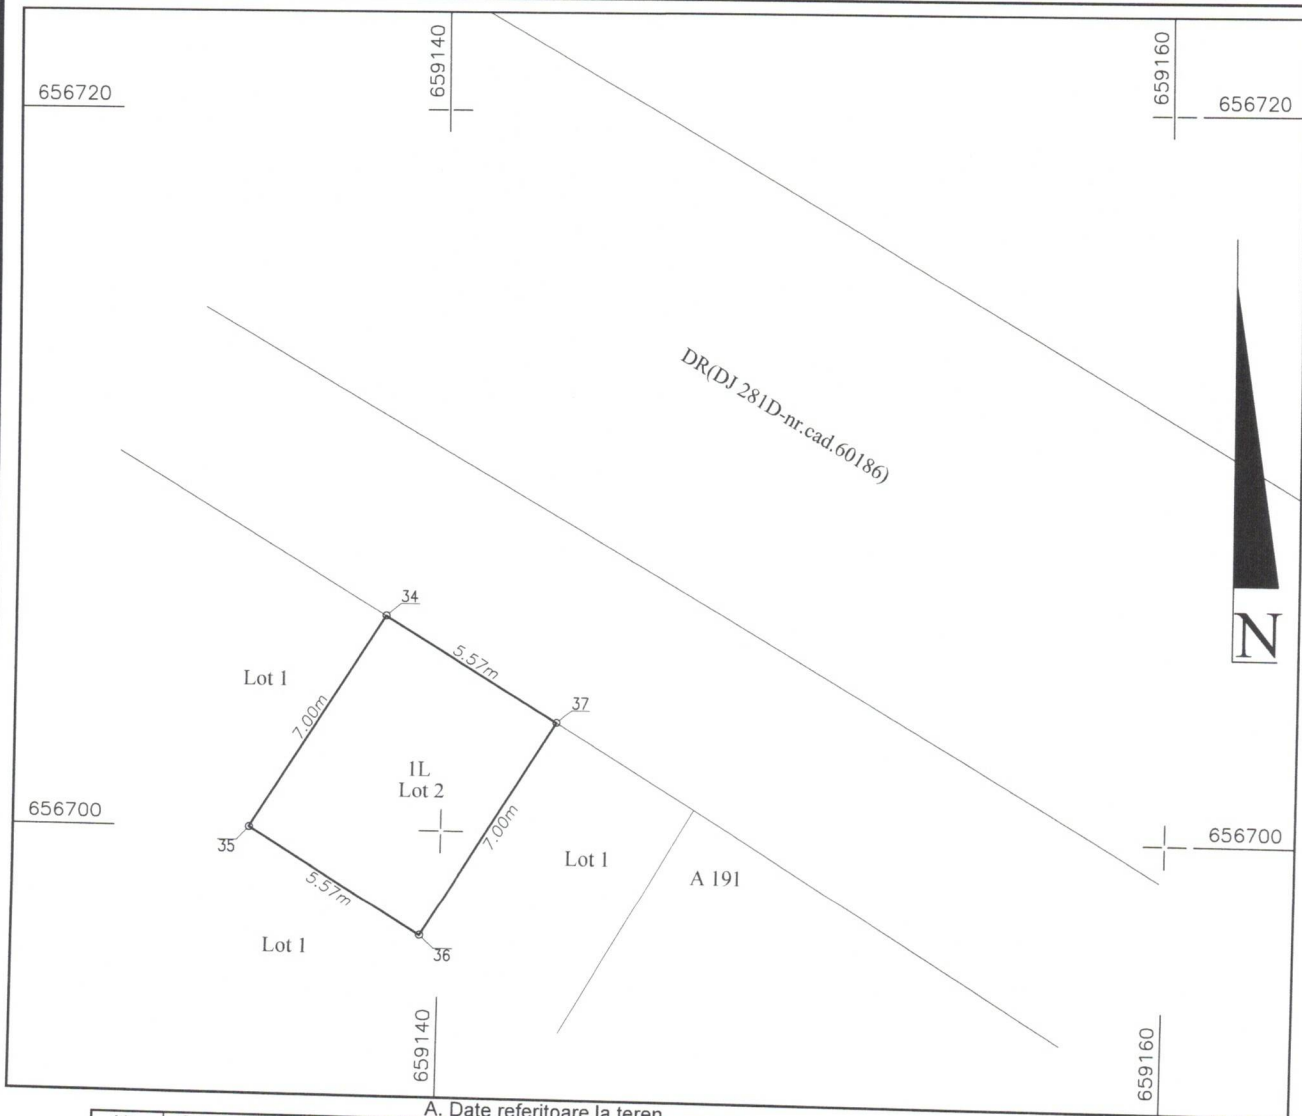 659140
659160
656720
656720
DR(DJ 281D-nr.cad.60186)
N
34
5.57m
Lot 1
7.00m
37
1L
Lot 2
656700
656700
35
7.00m
Lot 1
A 191
5.57m
Lot 1
36
659140
659160
A. Date referitoare la teren